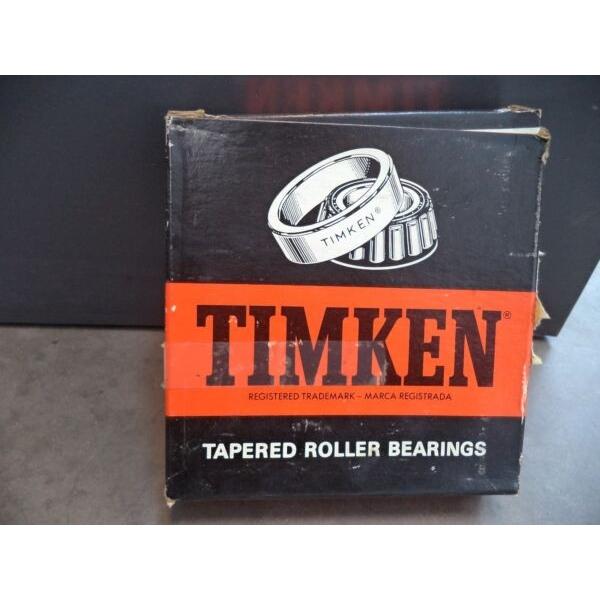 TIMKEN®
TIMKEN®
REGISTERED TRADEMARK – MARCA REGISTRADA
TAPERED ROLLER BEARINGS